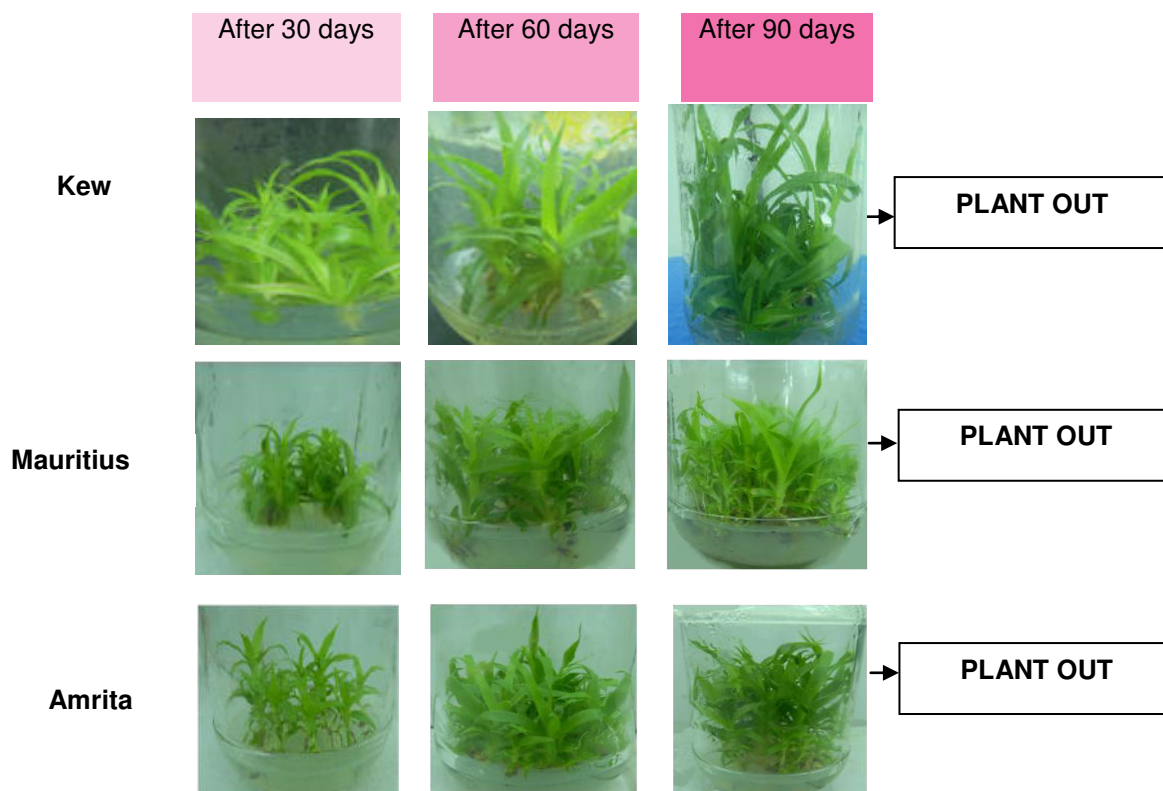 After 30 days
After 60 days
After 90 days
Kew
PLANT OUT
Mauritius
PLANT OUT
Amrita
PLANT OUT